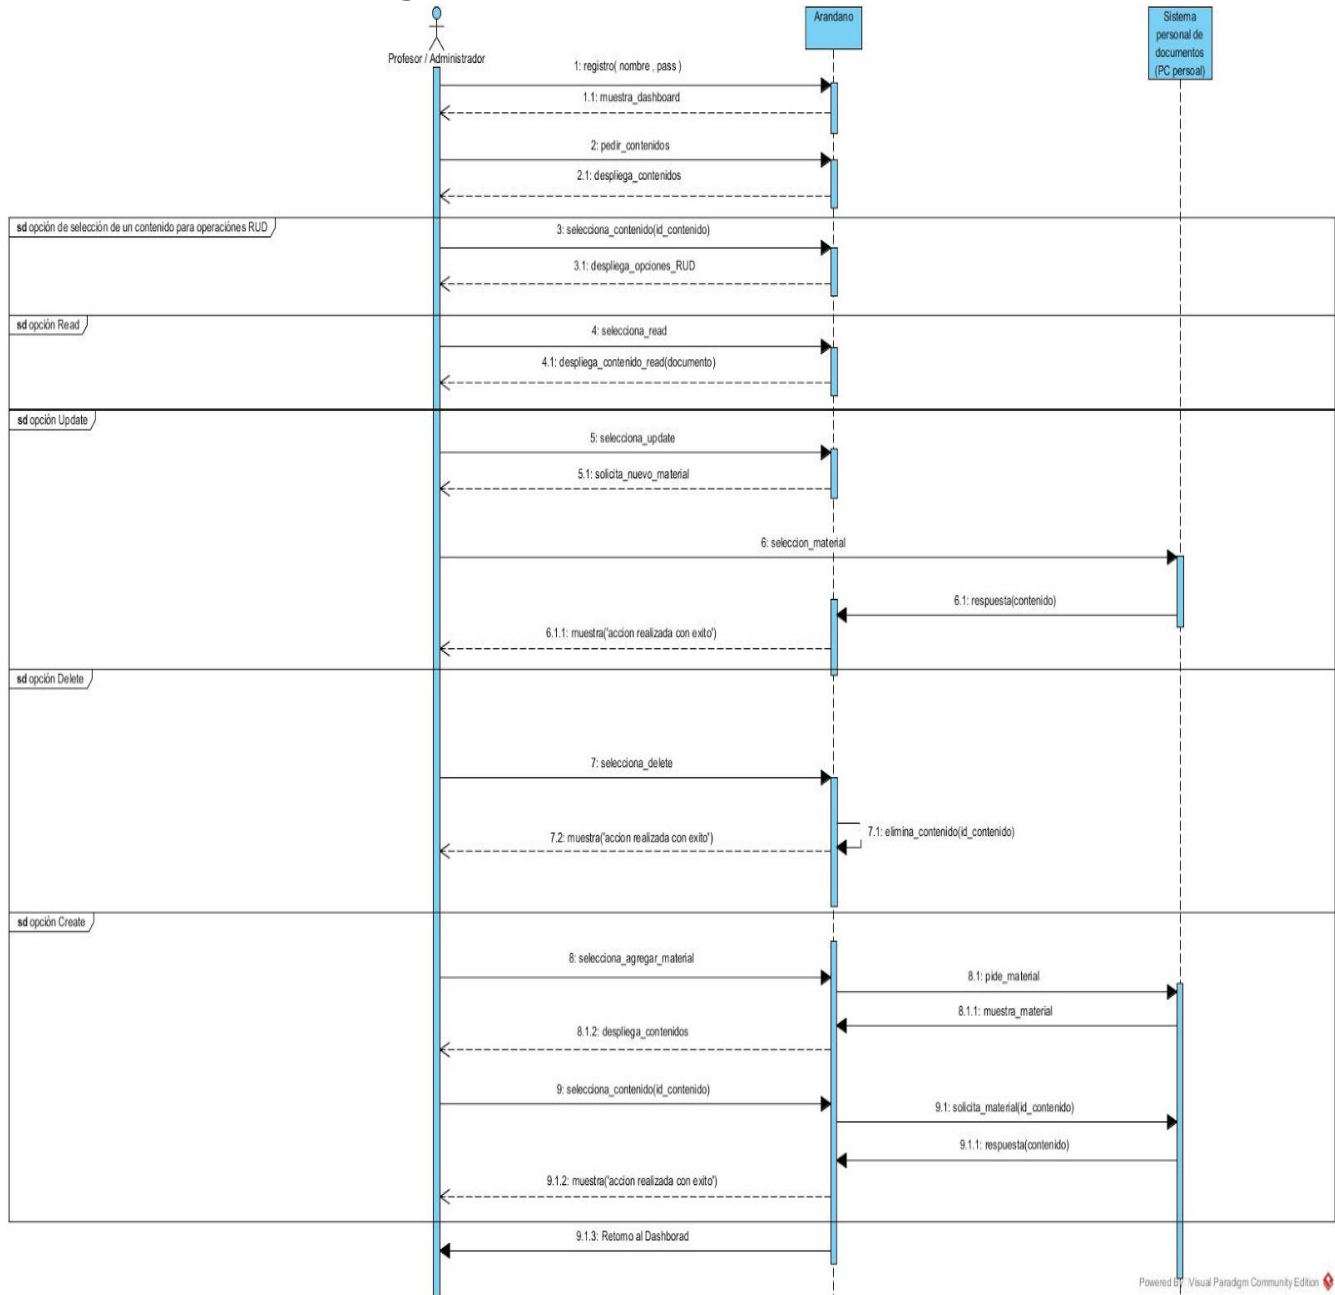 Profesor / Administrador
Arandano
Sistema
personal de
documentos
(PC persoal)
1: registro( nombre , pass )
1.1: muestra_dashboard
2: pedir_contenidos
2.1: despliega_contenidos
sd opción de selección de un contenido para operaciónes RUD
3: selecciona_contenido(id_contenido)
3.1: despliega_opciones_RUD
sd opción Read
4: selecciona_read
4.1: despliega_contenido_read(documento)
sd opción Update
5: selecciona_update
5.1: solicita_nuevo_material
6: seleccion_material
6.1: respuesta(contenido)
6.1.1: muestra('accion realizada con exito')
sd opción Delete
7: selecciona_delete
7.1: elimina_contenido(id_contenido)
7.2: muestra('accion realizada con exito')
sd opción Create
8: selecciona_agregar_material
8.1: pide_material
8.1.1: muestra_material
8.1.2: despliega_contenidos
9: selecciona_contenido(id_contenido)
9.1: solicita_material(id_contenido)
9.1.1: respuesta(contenido)
9.1.2: muestra('accion realizada con exito')
9.1.3: Retorno al Dashborad
Powered By Visual Paradigm Community Edition